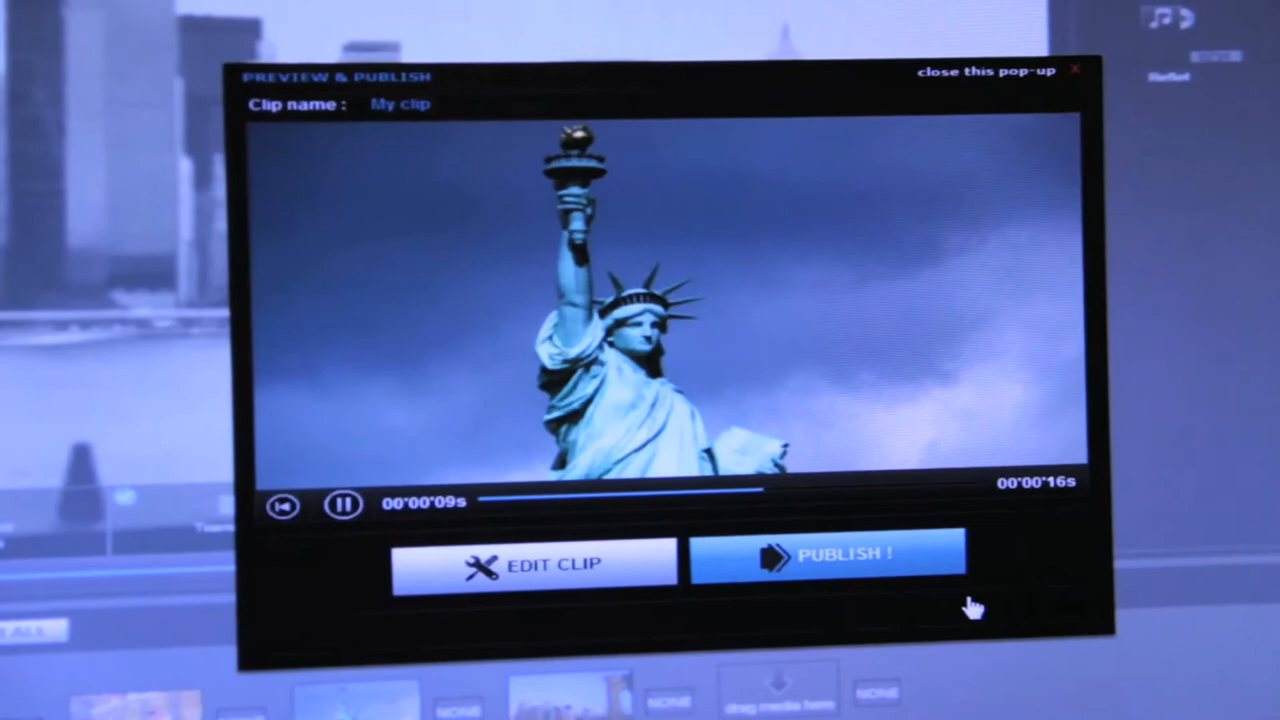 PREVIEW & PUBLISH
close this pop-up X
Clip name : My clip
00'00'09s
00'00'16s
EDIT CLIP
PUBLISH !
ALL
NONE
NONE
drag media here
NONE